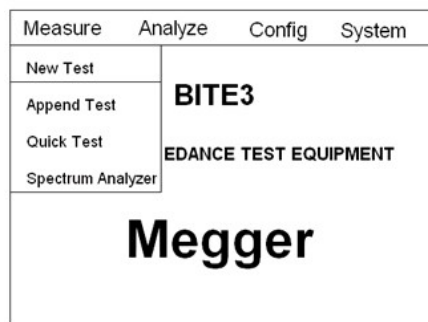 Measure Analyze Config System
New Test
Append Test
Quick Test
Spectrum Analyzer
BITE3
EDANCE TEST EQUIPMENT
Megger